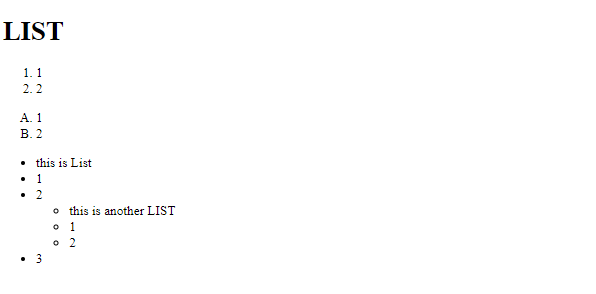 LIST
1. 1
2. 2
A. 1
B. 2
• this is List
• 1
• 2
◦ this is another LIST
◦ 1
◦ 2
• 3